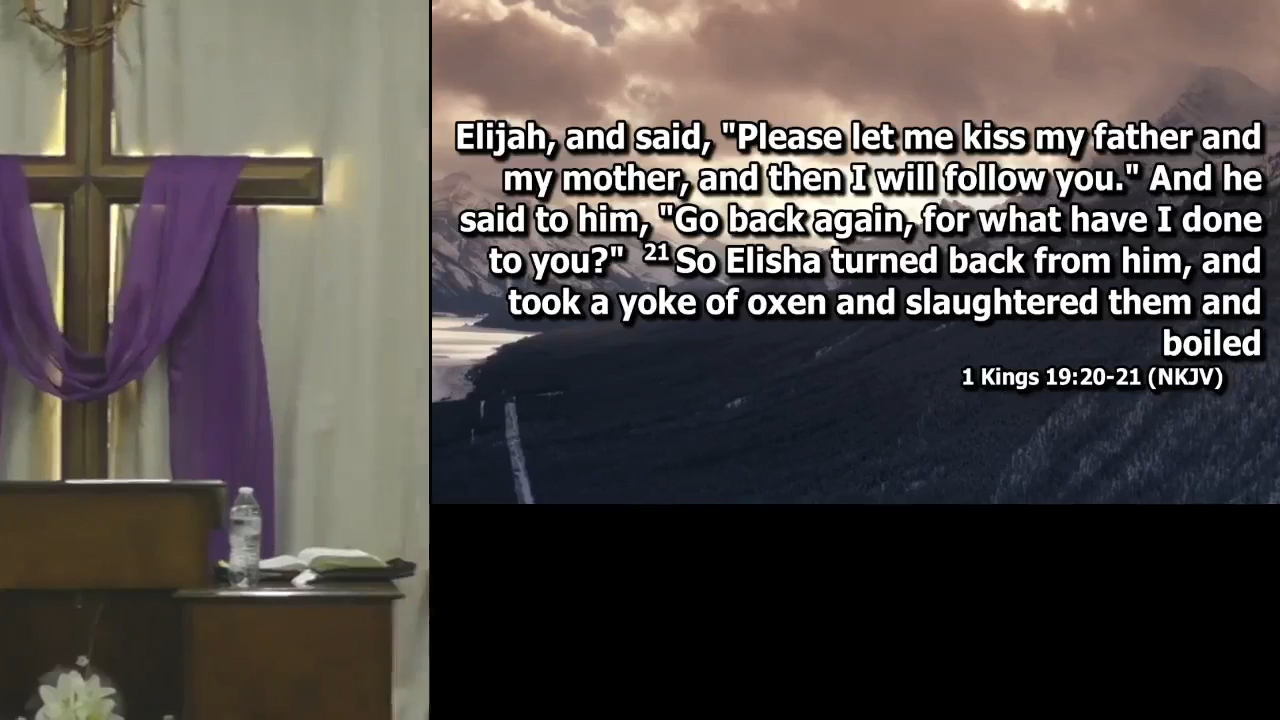 Elijah, and said, "Please let me kiss my father and
my mother, and then I will follow you." And he
said to him, "Go back again, for what have I done
to you?" 21 So Elisha turned back from him, and
took a yoke of oxen and slaughtered them and
boiled
1 Kings 19:20-21 (NKJV)